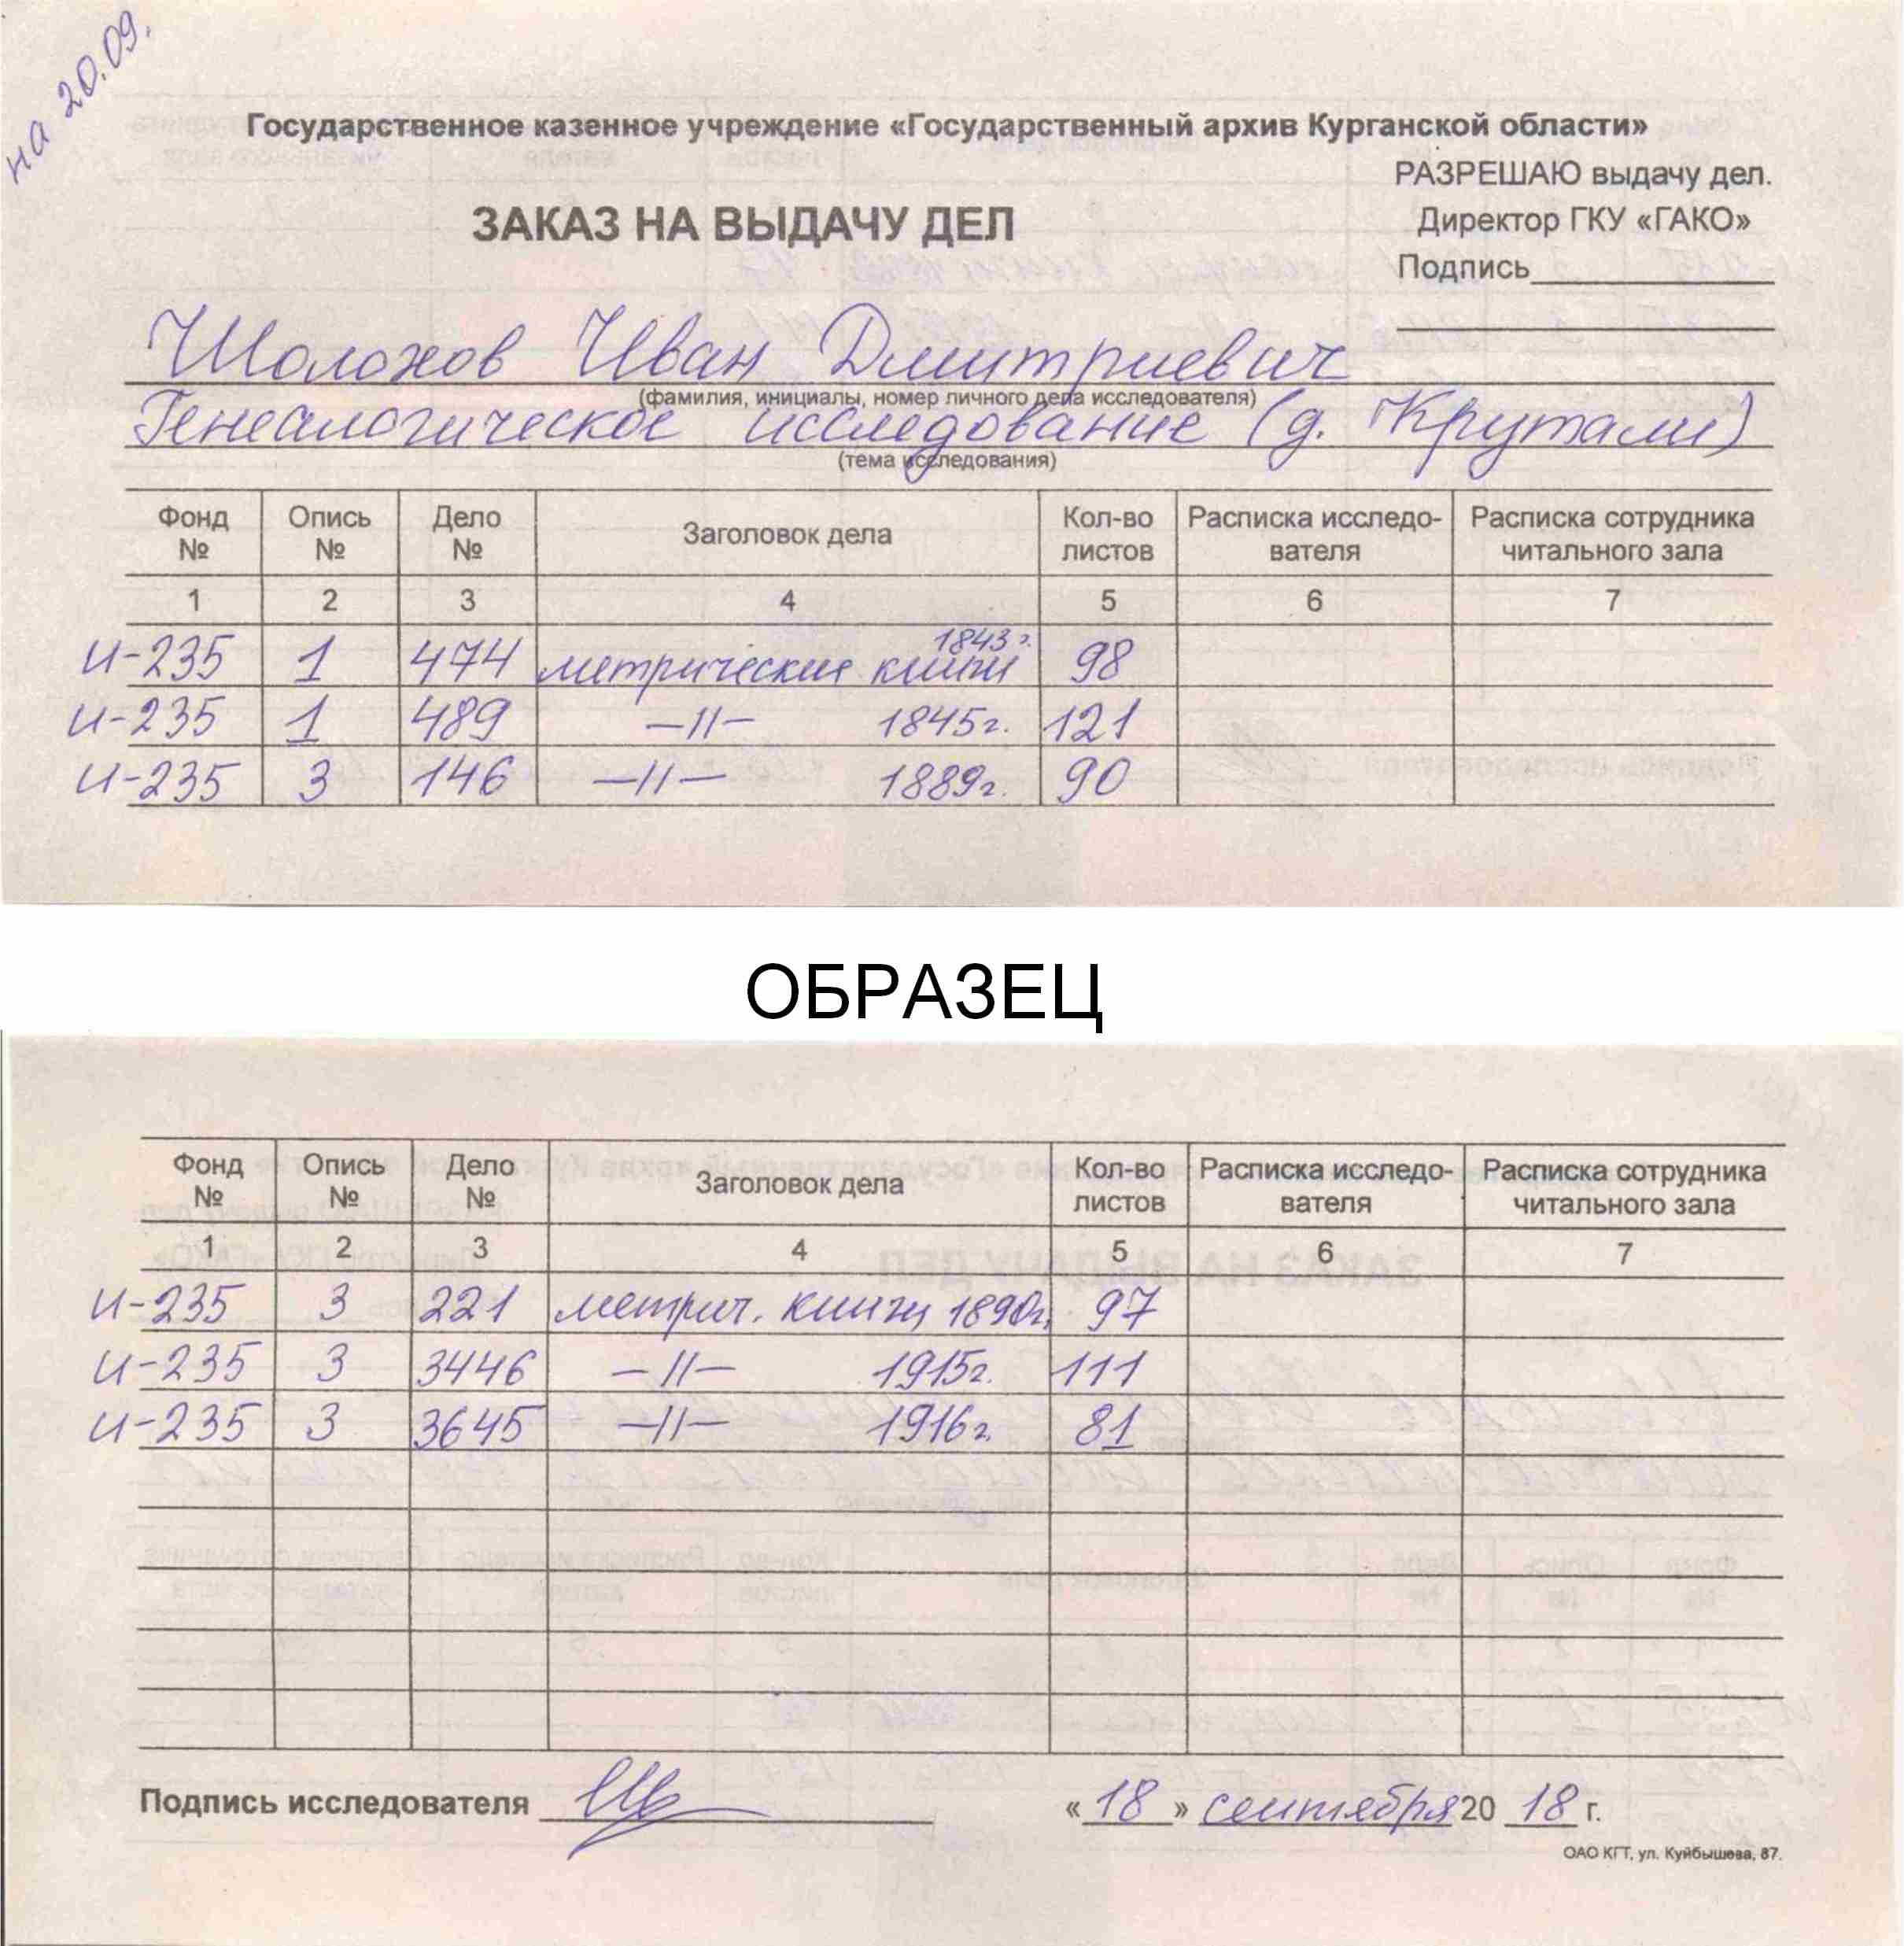 на 20.09.
Государственное казенное учреждение «Государственный архив Курганской области»
РАЗРЕШАЮ выдачу дел.
ЗАКАЗ НА ВЫДАЧУ ДЕЛ
Директор ГКУ «ГАКО»
Подпись
Шолохов Иван Дмитриевич
(фамилия, инициалы, номер личного дела исследователя)
Генеалогическое исследование (д. Крутали)
(тема исследования)
Фонд № Опись № Дело № Заголовок дела Кол-во листов Расписка исследо-вателя Расписка сотрудника читального зала
1 2 3 4 5 6 7
И-235 1 474 метрические книги 1843 г. 98
И-235 1 489 —11— 1845г. 121
И-235 3 146 —11— 1889г. 90
ОБРАЗЕЦ
Фонд № Опись № Дело № Заголовок дела Кол-во листов Расписка исследо-вателя Расписка сотрудника читального зала
1 2 3 4 5 6 7
И-235 3 221 метрич. книги 1890г. 97
И-235 3 3446 —11— 1915г. 111
И-235 3 3645 —11— 1916г. 81
Подпись исследователя «18» сентября 2018 г.
ОАО КГТ, ул. Куйбышева, 87.